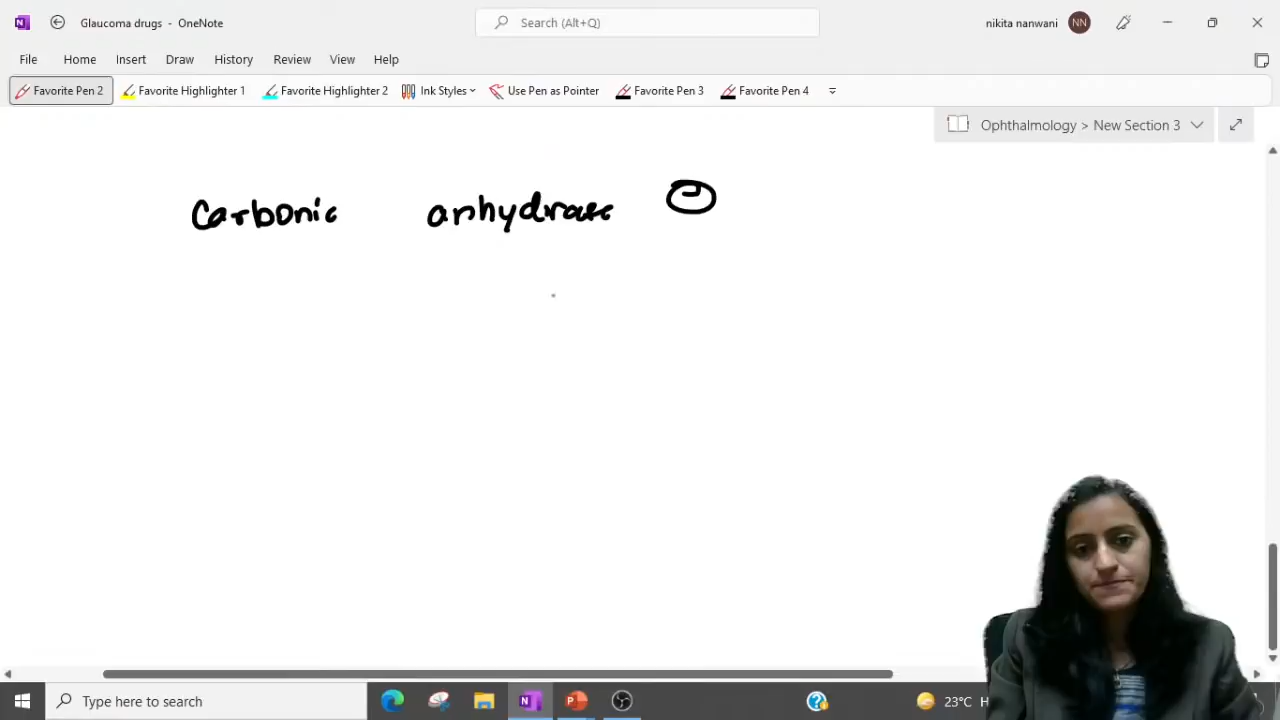 Glaucoma drugs - OneNote
Search (Alt+Q)
nikita nanwani
NN
File Home Insert Draw History Review View Help
Favorite Pen 2 Favorite Highlighter 1 Favorite Highlighter 2 Ink Styles Use Pen as Pointer Favorite Pen 3 Favorite Pen 4
Ophthalmology > New Section 3
Carbonic anhydrase
Type here to search
23°C H